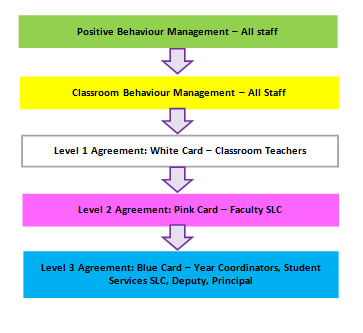 Positive Behaviour Management – All staff
Classroom Behaviour Management – All Staff
Level 1 Agreement: White Card – Classroom Teachers
Level 2 Agreement: Pink Card – Faculty SLC
Level 3 Agreement: Blue Card – Year Coordinators, Student
Services SLC, Deputy, Principal